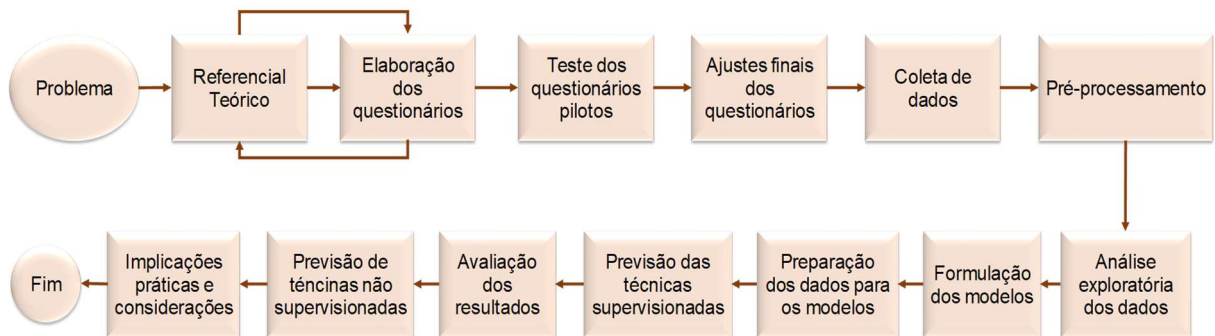 Problema
Referencial
Teórico
Elaboração
dos
questionários
Teste dos
questionários
pilotos
Ajustes finais
dos
questionários
Coleta de
dados
Pré-processamento
Análise
exploratória
dos dados
Formulação
dos modelos
Preparação
dos dados para
os modelos
Previsão das
técnicas
supervisionadas
Avaliação
dos
resultados
Previsão de
téncinas não
supervisionadas
Implicações
práticas e
considerações
Fim